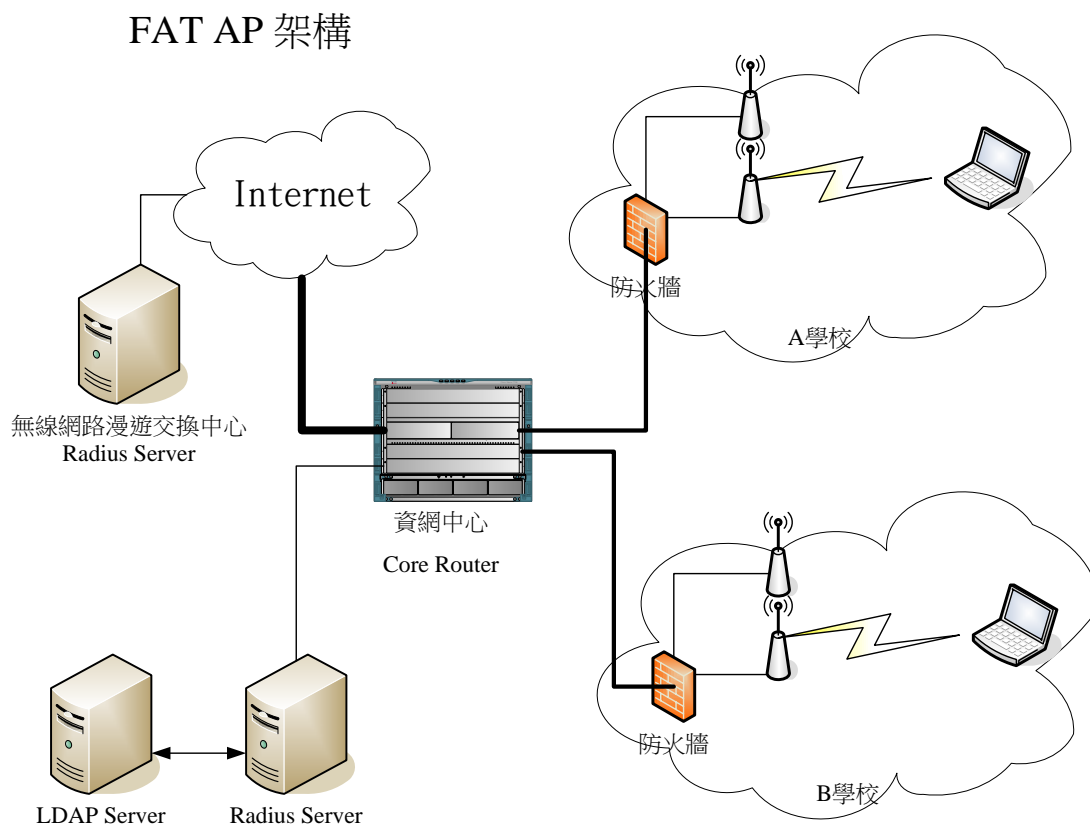 FAT AP 架構
Internet
防火牆
A學校
無線網路漫遊交換中心
Radius Server
資網中心
Core Router
防火牆
B學校
LDAP Server
Radius Server